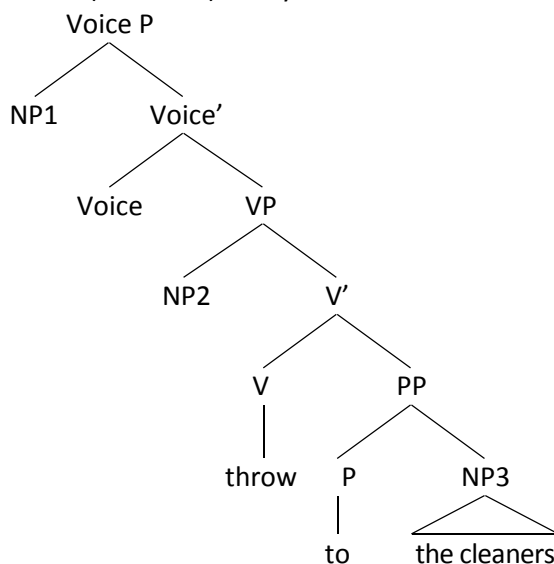 Voice P
NP1 Voice’
Voice VP
NP2 V’
V PP
throw P NP3
to the cleaners